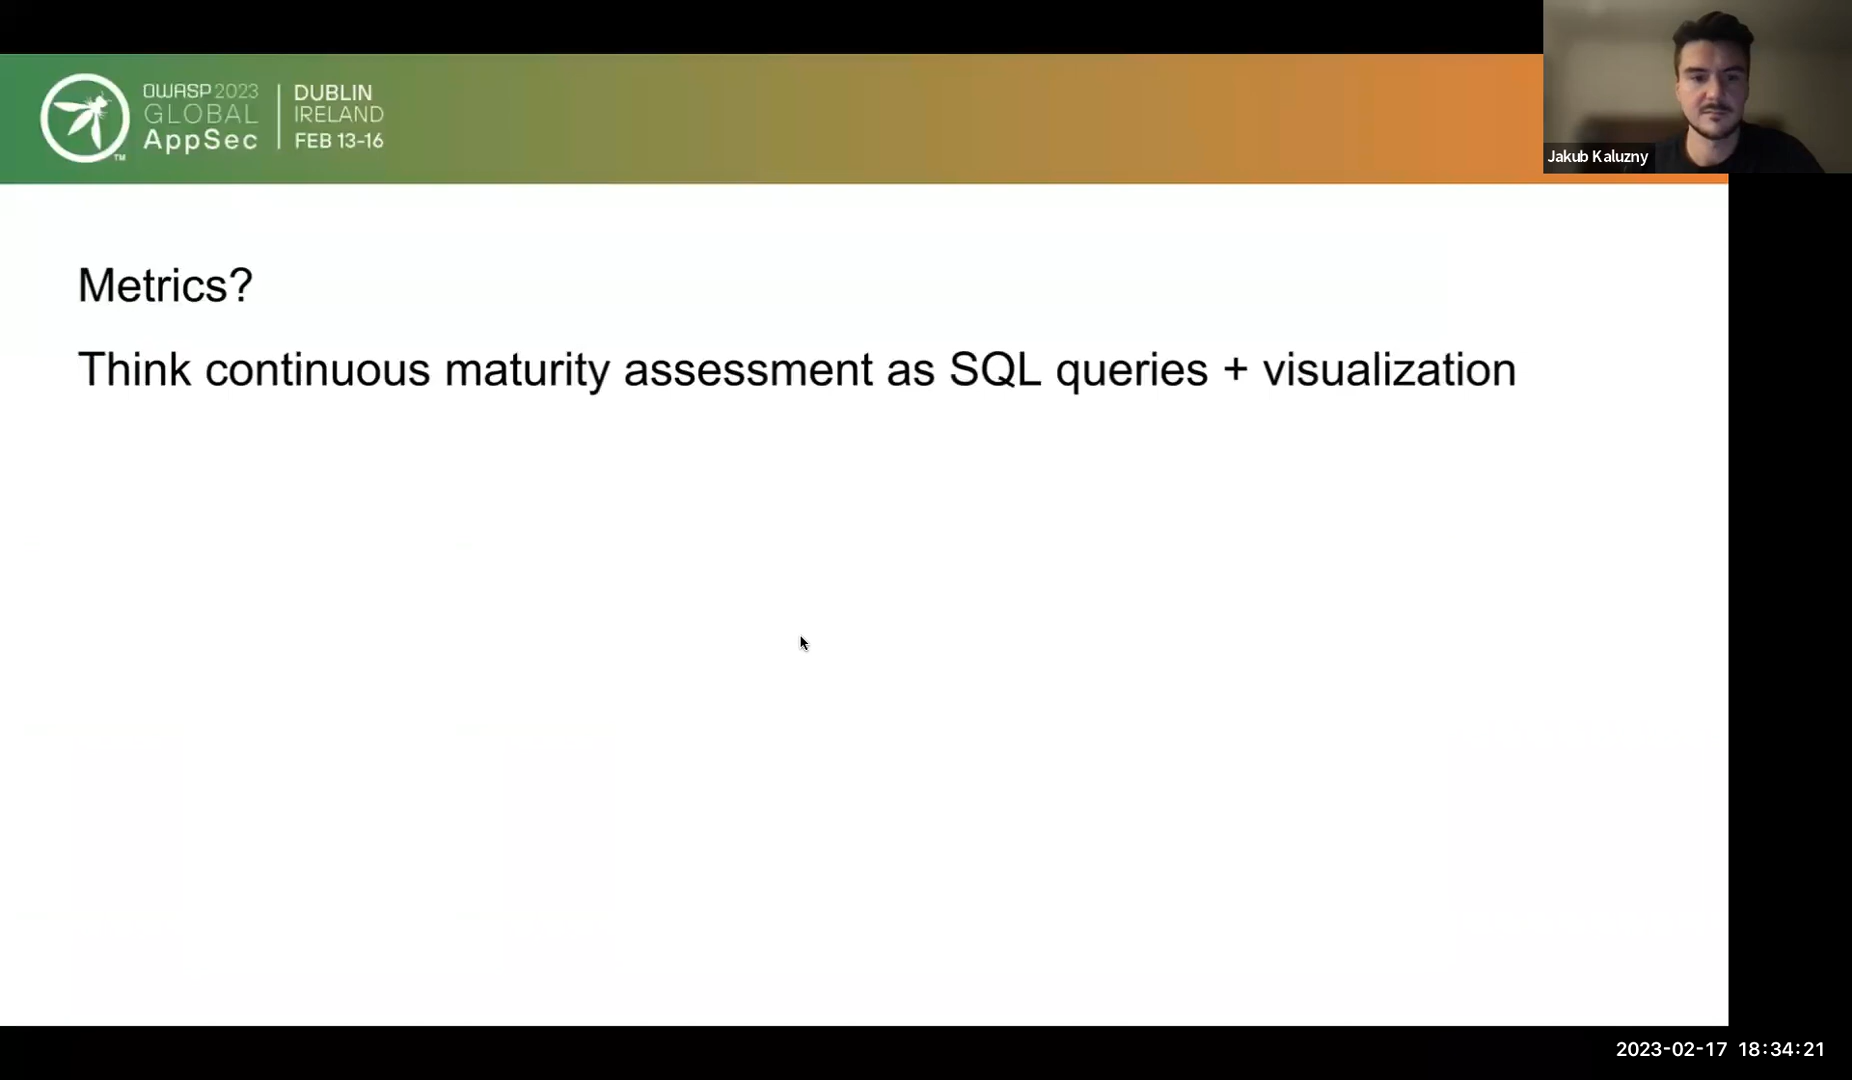 OWASP 2023
GLOBAL
AppSec
TM
DUBLIN
IRELAND
FEB 13-16
Jakub Kaluzny
Metrics?
Think continuous maturity assessment as SQL queries + visualization
2023-02-17 18:34:21